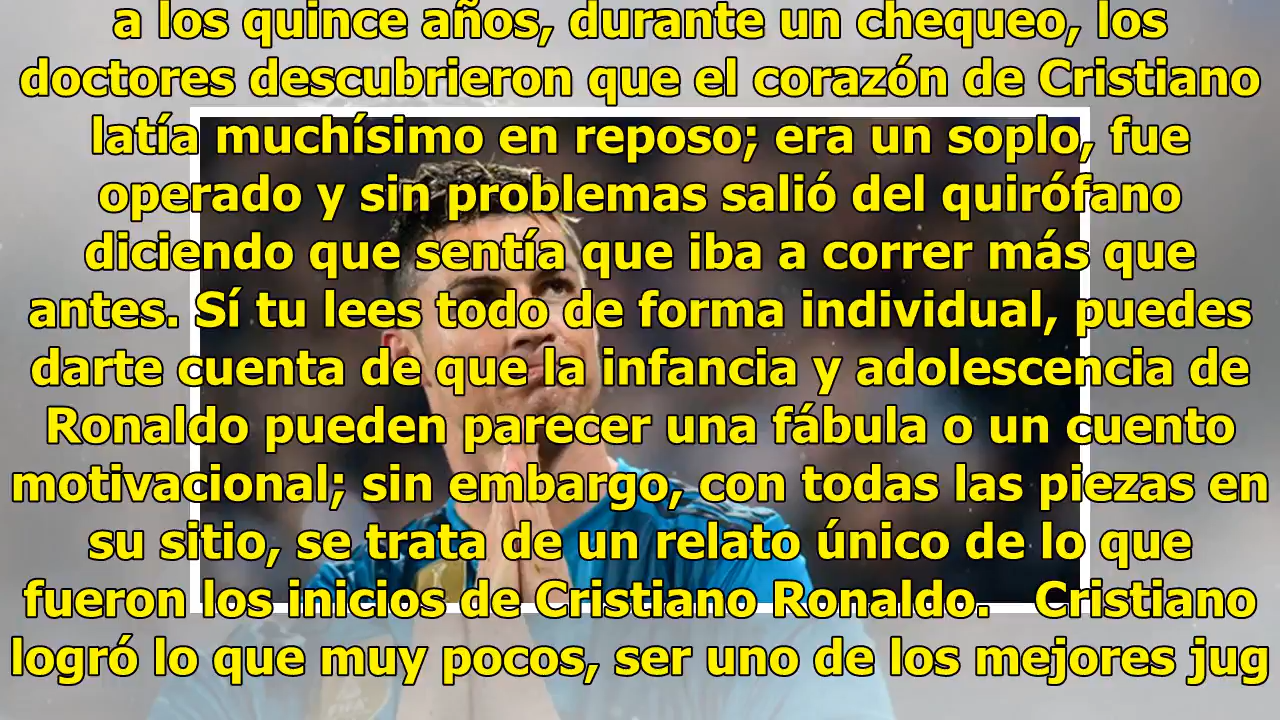 a los quince años, durante un chequeo, los
doctores descubrieron que el corazón de Cristiano
latía muchísimo en reposo; era un soplo, fue
operado y sin problemas salió del quirófano
diciendo que sentía que iba a correr más que
antes. Sí tu lees todo de forma individual, puedes
darte cuenta de que la infancia y adolescencia de
Ronaldo pueden parecer una fábula o un cuento
motivacional; sin embargo, con todas las piezas en
su sitio, se trata de un relato único de lo que
fueron los inicios de Cristiano Ronaldo.   Cristiano
logró lo que muy pocos, ser uno de los mejores jug